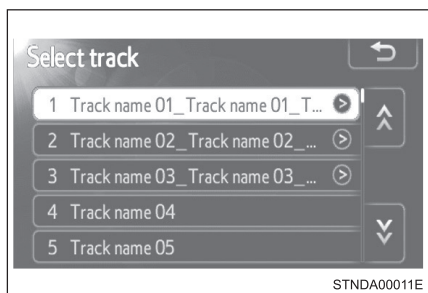 Select track
1 Track name 01_Track name 01_T...
2 Track name 02_Track name 02_...
3 Track name 03_Track name 03_...
4 Track name 04
5 Track name 05
STNDA00011E